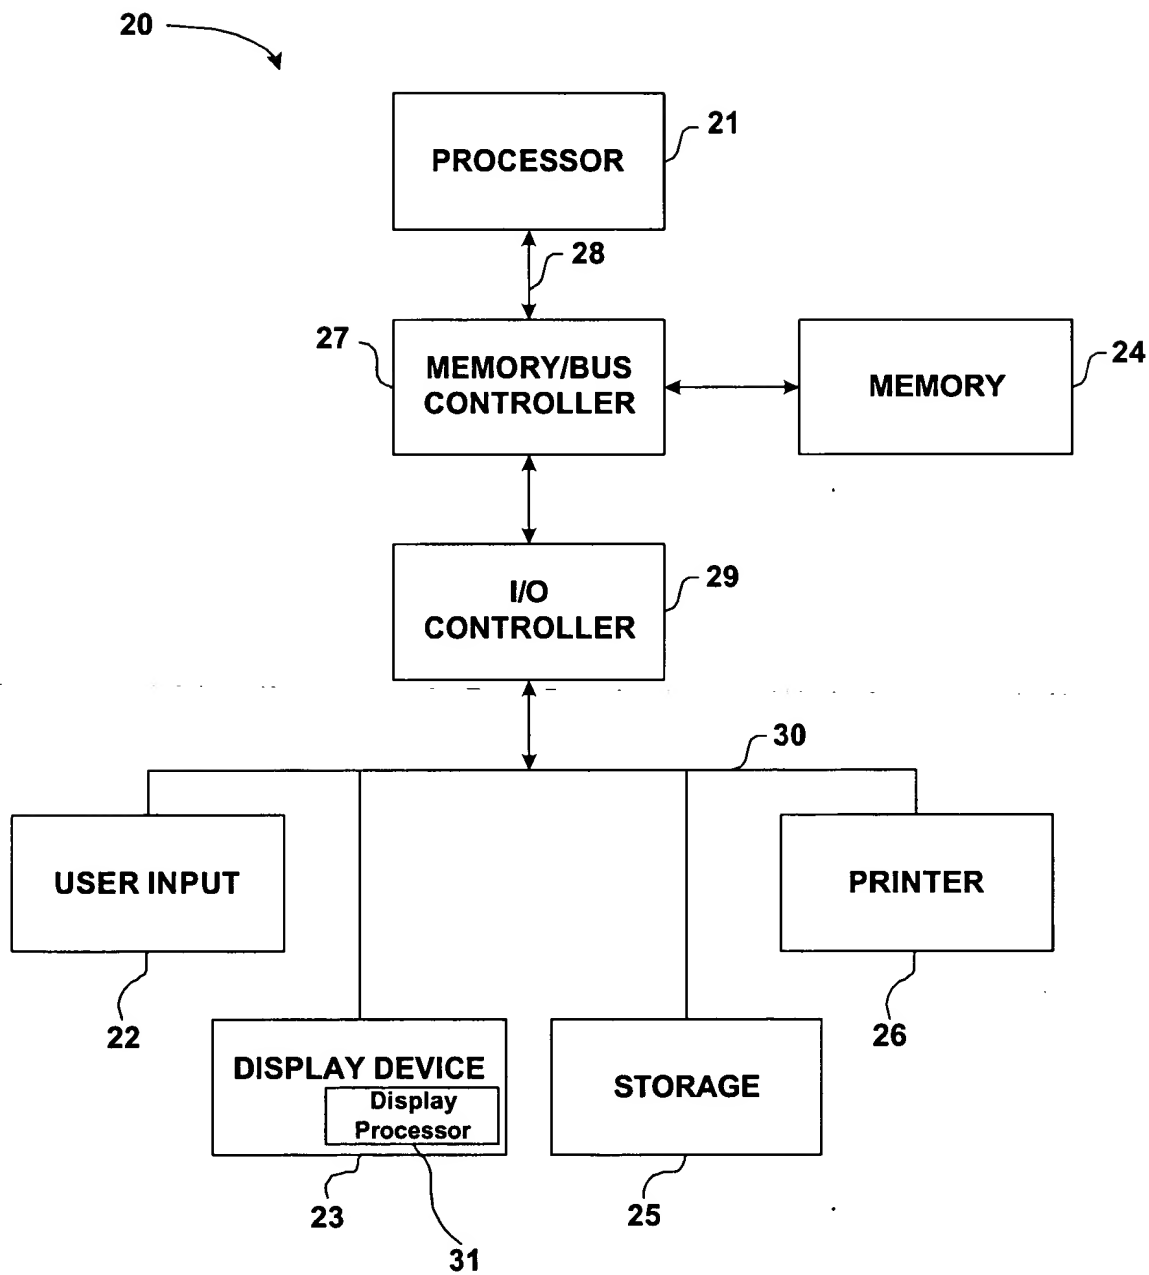 20
21
PROCESSOR
28
27
MEMORY/BUS
CONTROLLER
24
MEMORY
29
I/O
CONTROLLER
30
USER INPUT
PRINTER
22
26
DISPLAY DEVICE
Display
Processor
STORAGE
23
25
31